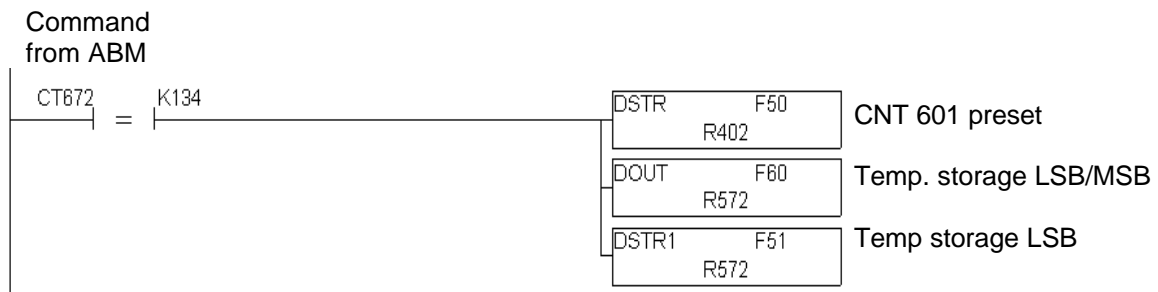 Command
from ABM
CT672 = K134
DSTR F50
R402
CNT 601 preset
DOUT F60
R572
Temp. storage LSB/MSB
DSTR1 F51
R572
Temp storage LSB